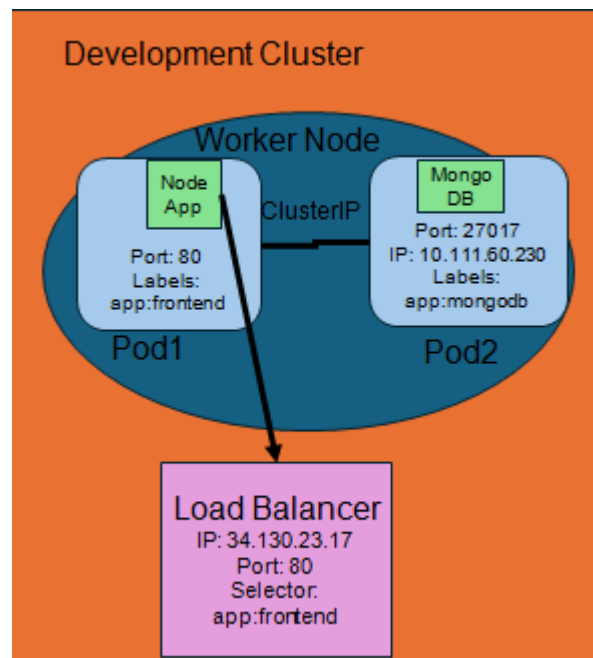 Development Cluster
Worker Node
Node
App
Port: 80
Labels:
app:frontend
Pod1
ClusterIP
Mongo
DB
Port: 27017
IP: 10.111.60.230
Labels:
app:mongodb
Pod2
Load Balancer
IP: 34.130.23.17
Port: 80
Selector:
app:frontend